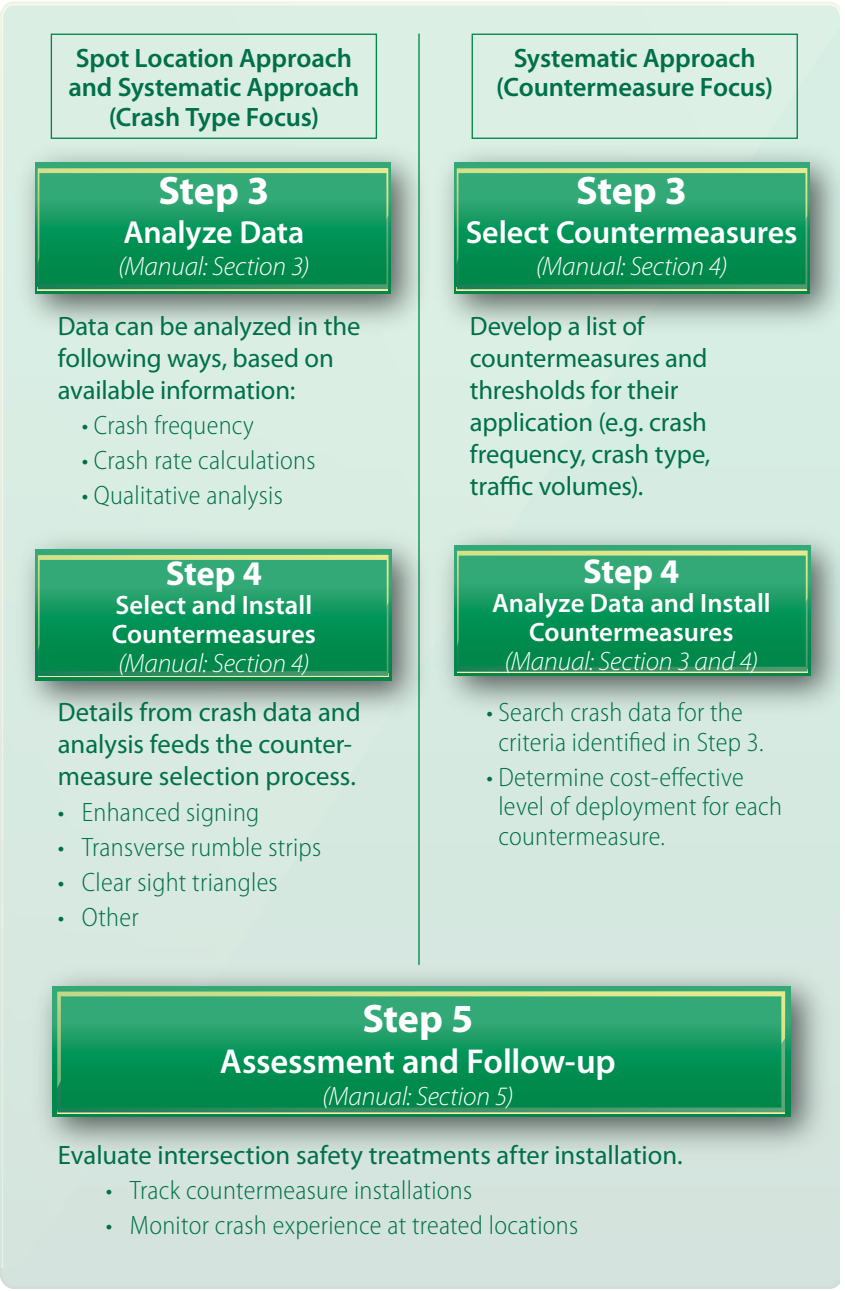 Spot Location Approach
and Systematic Approach
(Crash Type Focus)
Step 3
Analyze Data
(Manual: Section 3)
Data can be analyzed in the
following ways, based on
available information:
• Crash frequency
• Crash rate calculations
• Qualitative analysis
Step 4
Select and Install
Countermeasures
(Manual: Section 4)
Details from crash data and
analysis feeds the counter-
measure selection process.
• Enhanced signing
• Transverse rumble strips
• Clear sight triangles
• Other
Systematic Approach
(Countermeasure Focus)
Step 3
Select Countermeasures
(Manual: Section 4)
Develop a list of
countermeasures and
thresholds for their
application (e.g. crash
frequency, crash type,
traffic volumes).
Step 4
Analyze Data and Install
Countermeasures
(Manual: Section 3 and 4)
• Search crash data for the
criteria identified in Step 3.
• Determine cost-effective
level of deployment for each
countermeasure.
Step 5
Assessment and Follow-up
(Manual: Section 5)
Evaluate intersection safety treatments after installation.
• Track countermeasure installations
• Monitor crash experience at treated locations